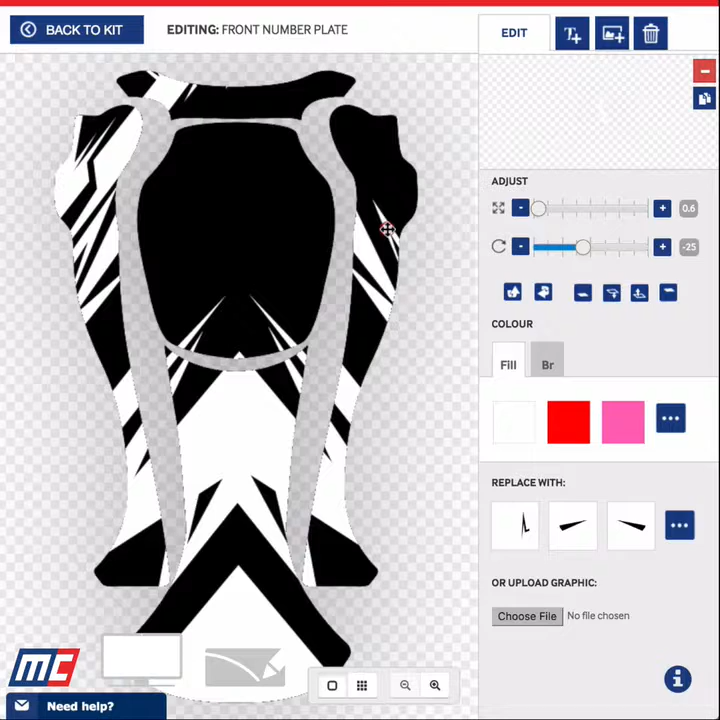 BACK TO KIT
EDITING: FRONT NUMBER PLATE
EDIT
T+
ADJUST
- + 0.6
- + -25
COLOUR
Fill
Br
REPLACE WITH:
OR UPLOAD GRAPHIC:
Choose File No file chosen
MC
Need help?